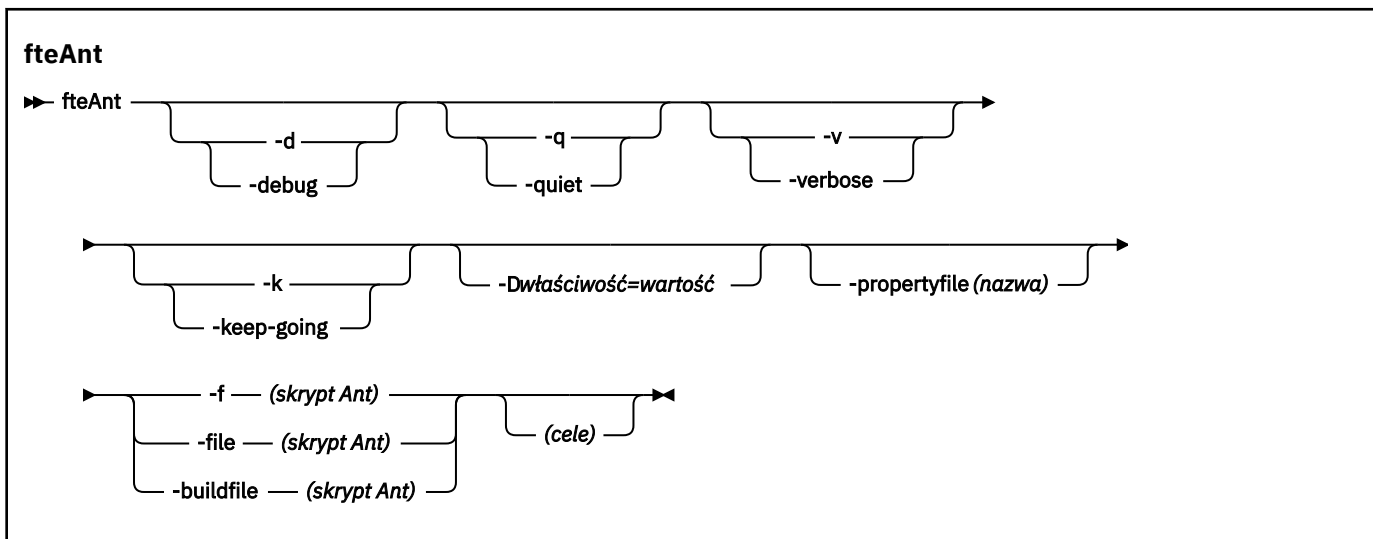 fteAnt
fteAnt
-d
-debug
-q
-quiet
-v
-verbose
-k
-keep-going
-Dwłaściwość=wartość
-propertyfile (nazwa)
-f (skrypt Ant)
-file (skrypt Ant)
-buildfile (skrypt Ant)
(cele)